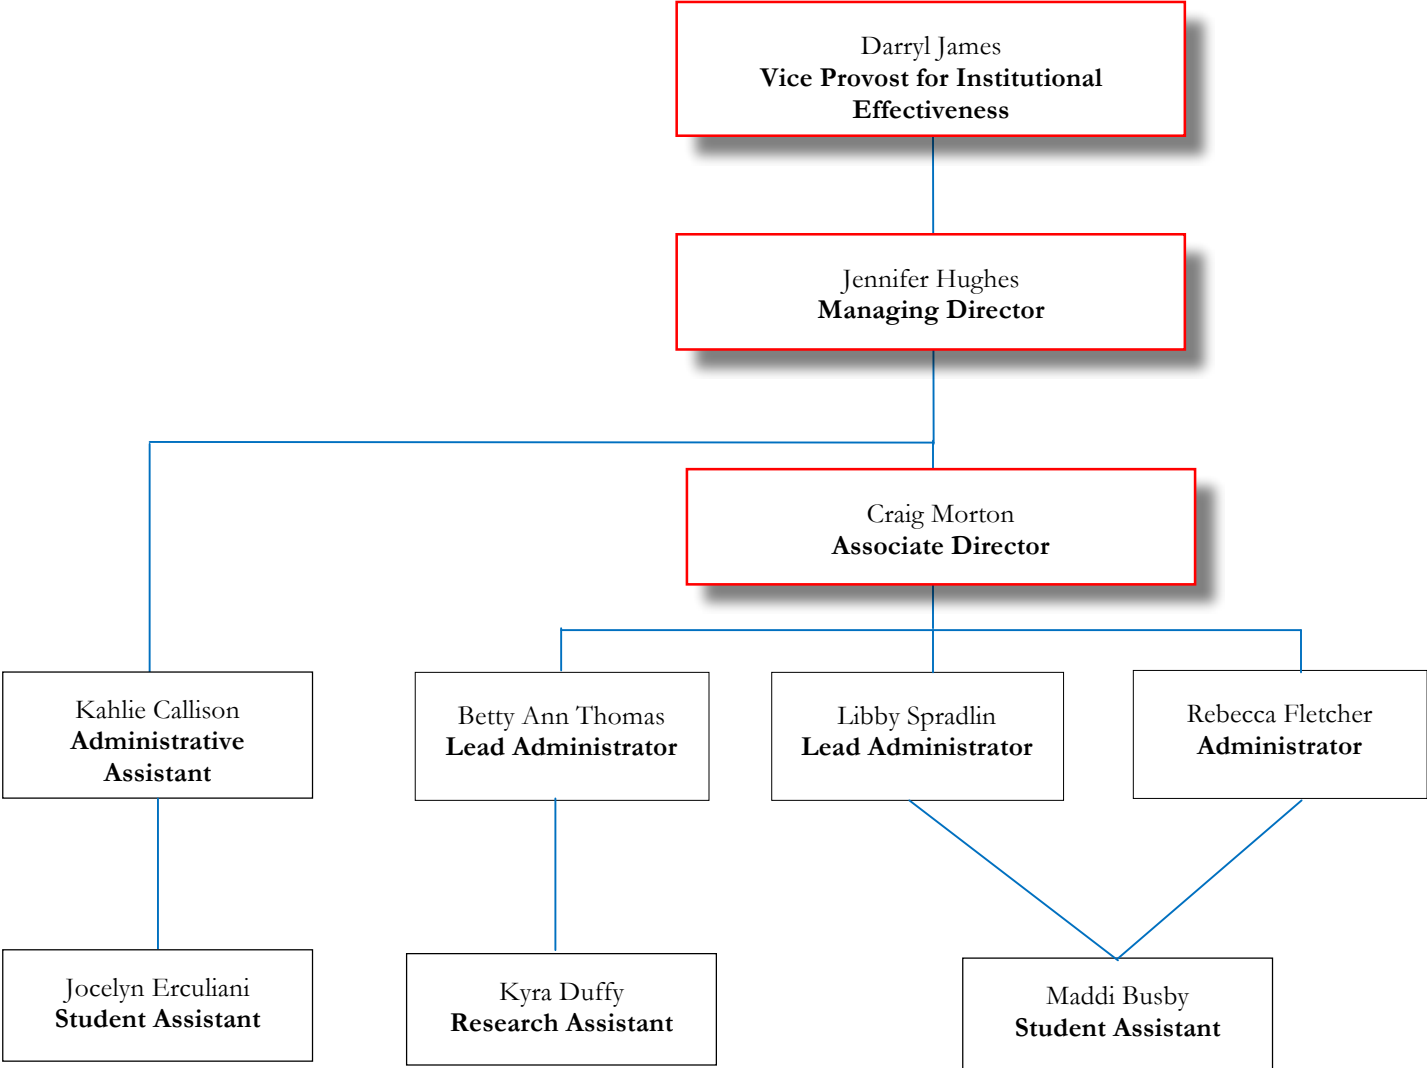 Darryl James
Vice Provost for Institutional
Effectiveness
Jennifer Hughes
Managing Director
Craig Morton
Associate Director
Kahlie Callison
Administrative
Assistant
Betty Ann Thomas
Lead Administrator
Libby Spradlin
Lead Administrator
Rebecca Fletcher
Administrator
Jocelyn Erculiani
Student Assistant
Kyra Duffy
Research Assistant
Maddi Busby
Student Assistant